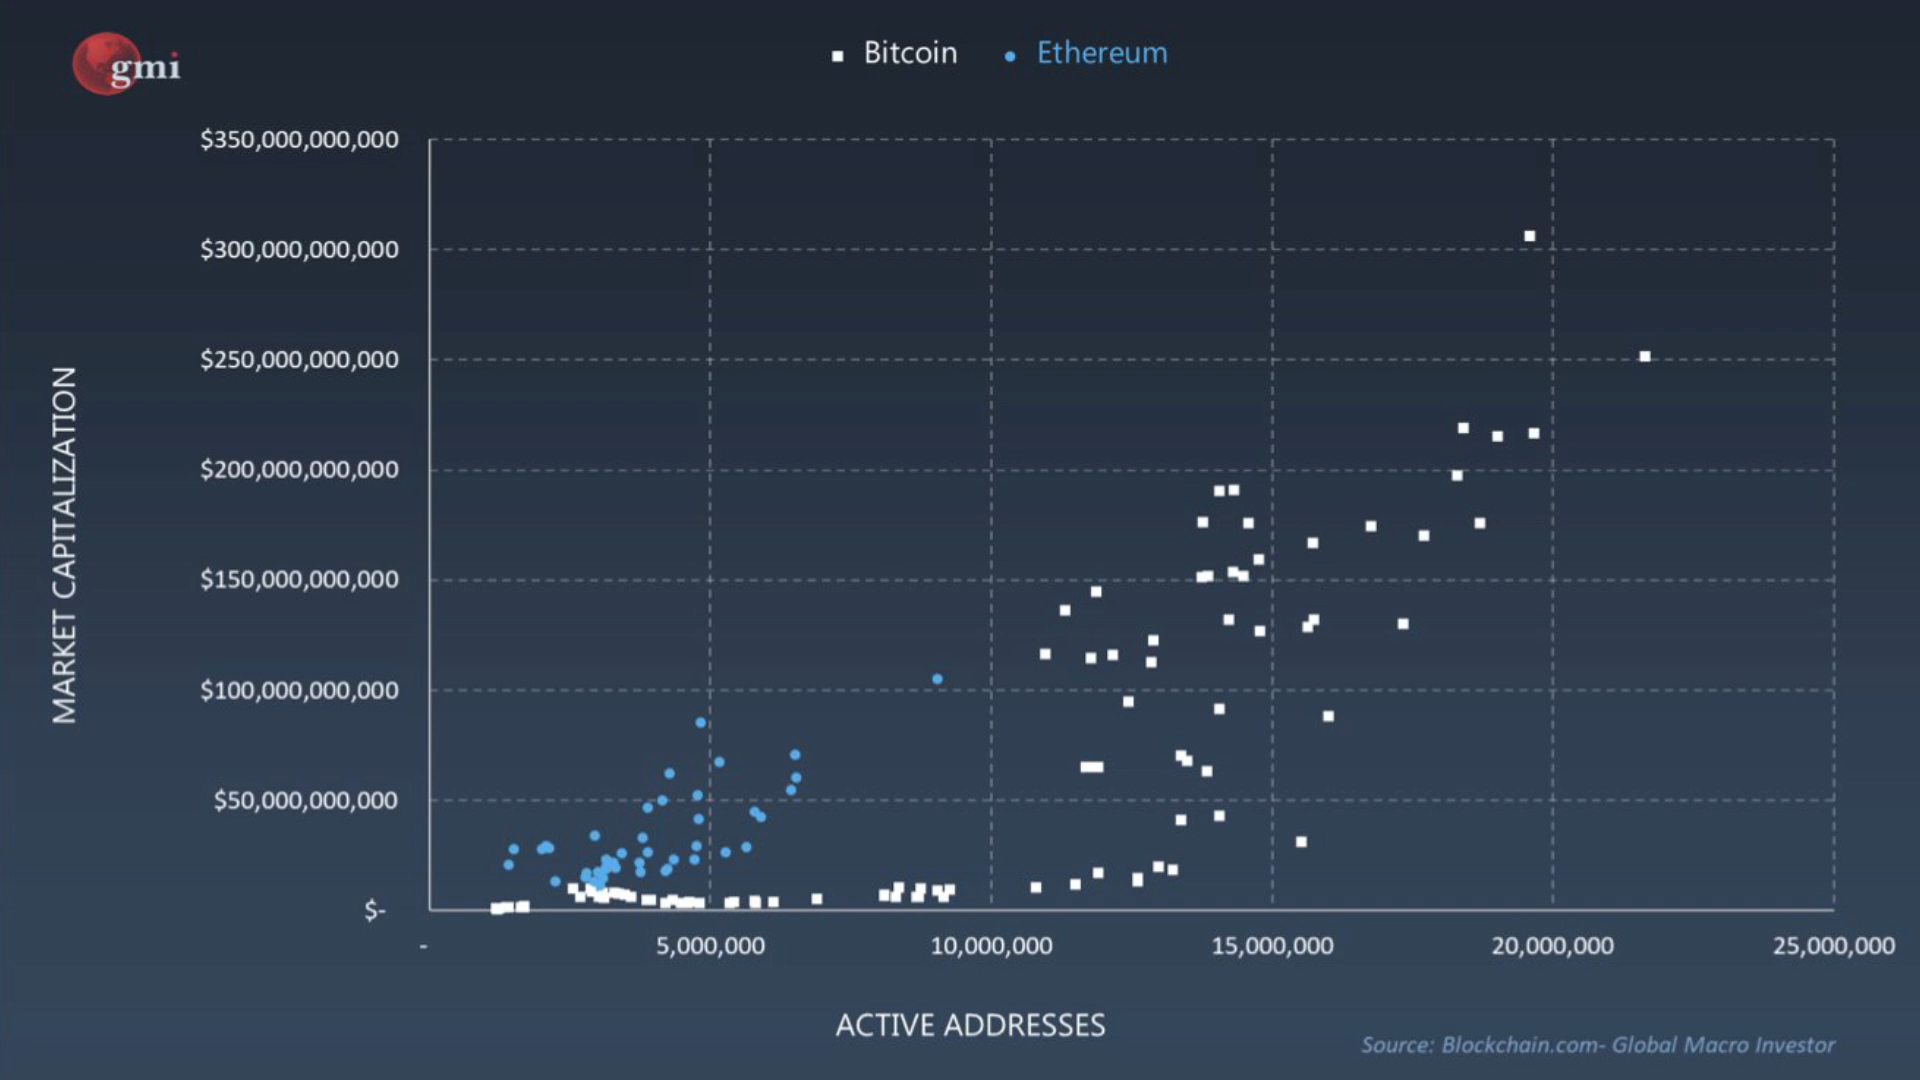 gmi
Bitcoin Ethereum
$350,000,000,000
$300,000,000,000
$250,000,000,000
$200,000,000,000
$150,000,000,000
$100,000,000,000
$50,000,000,000
$-
MARKET CAPITALIZATION
- 5,000,000 10,000,000 15,000,000 20,000,000 25,000,000
ACTIVE ADDRESSES
Source: Blockchain.com- Global Macro Investor